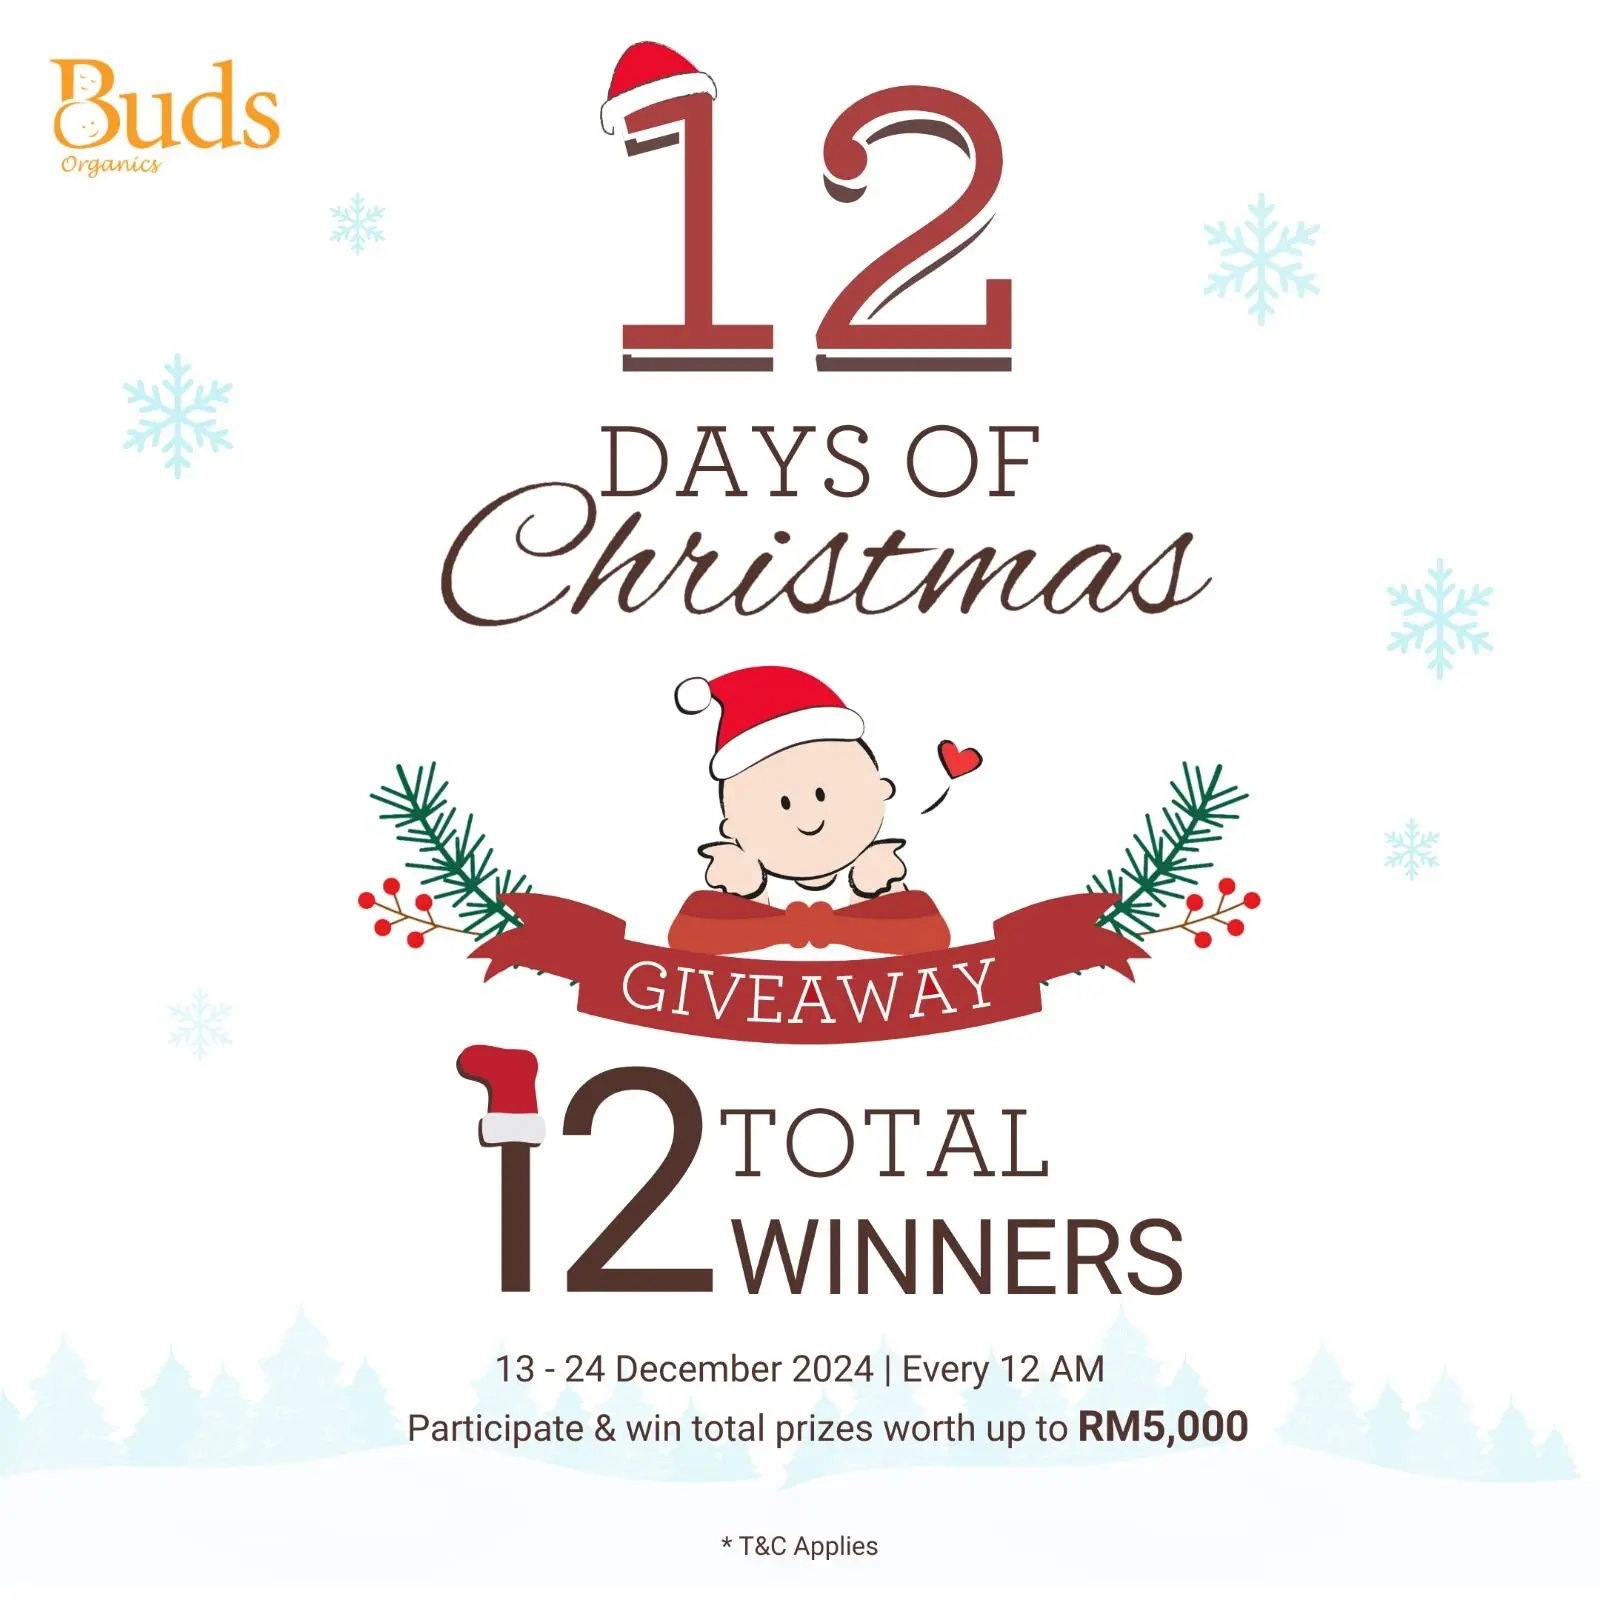 Buds
Organics
12
DAYS OF
Christmas
GIVEAWAY
12 TOTAL
WINNERS
13 - 24 December 2024 | Every 12 AM
Participate & win total prizes worth up to RM5,000
* T&C Applies